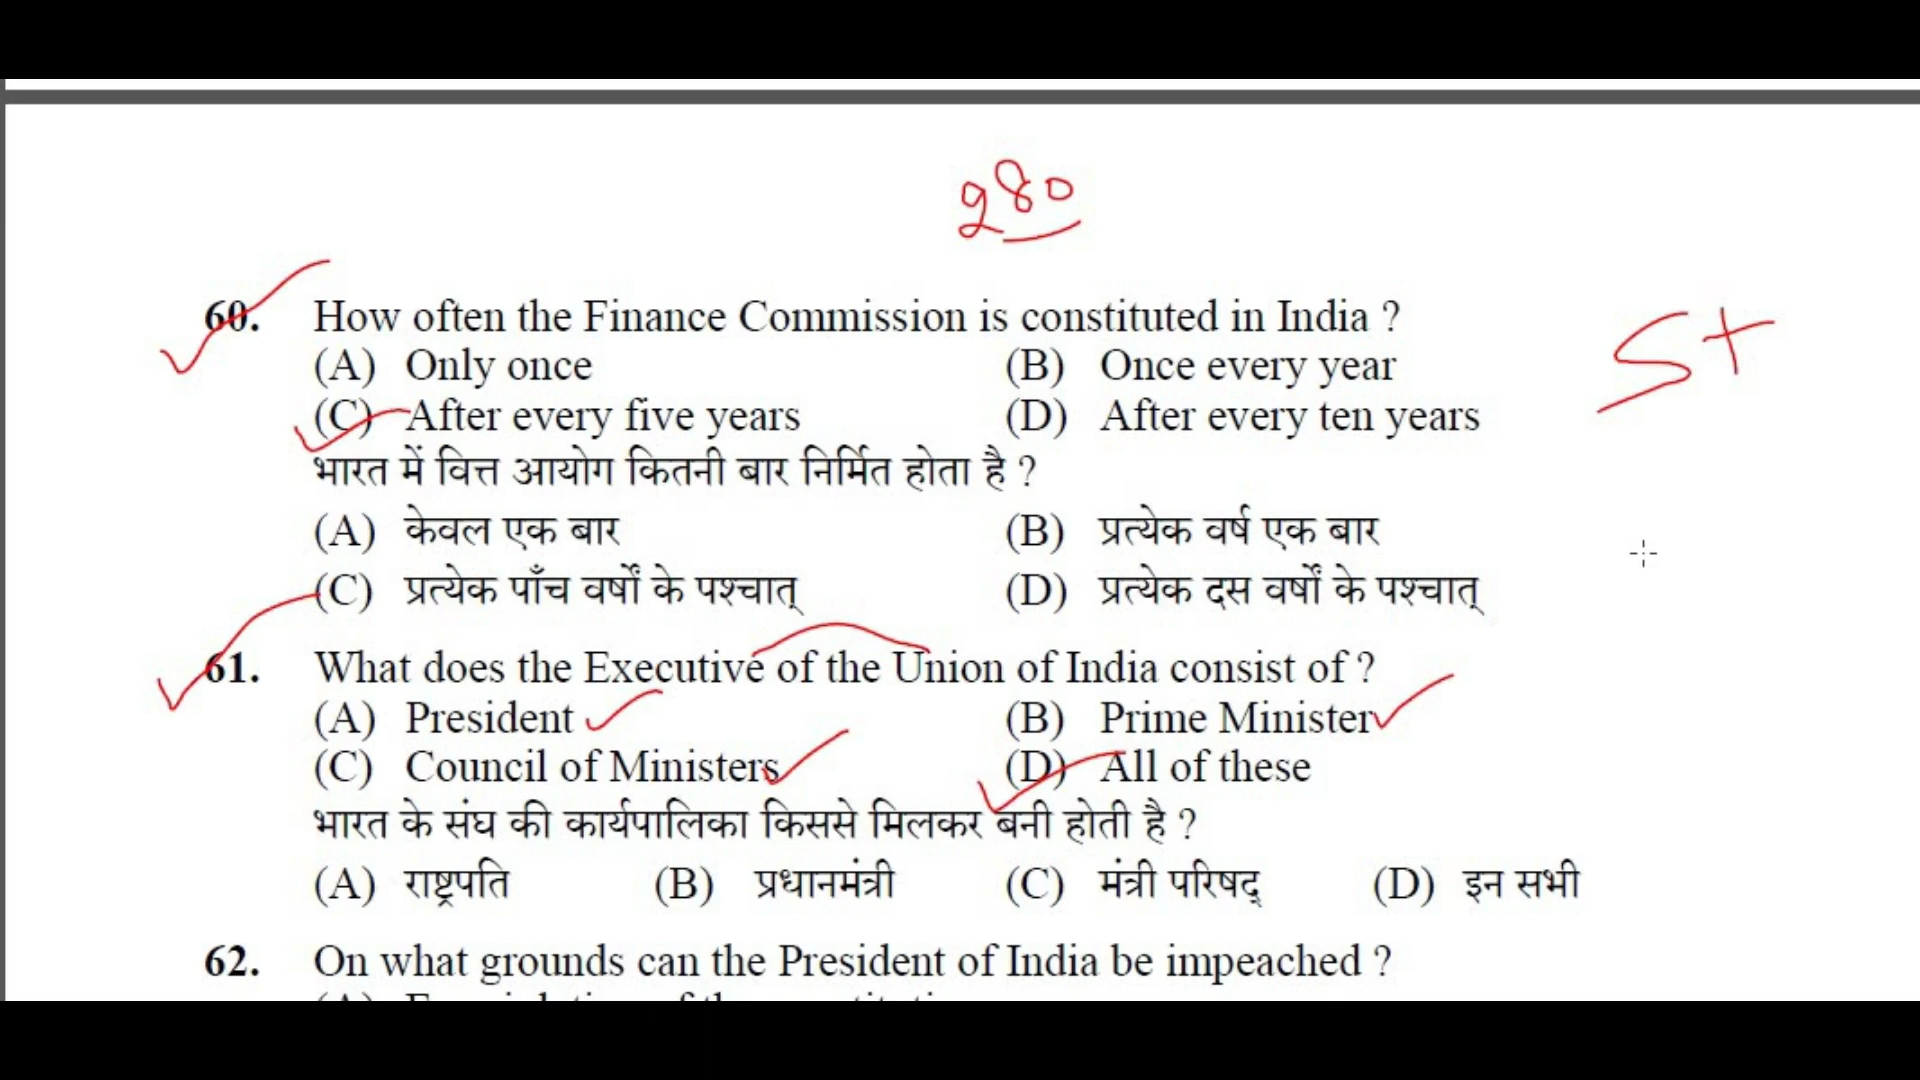 280
60. How often the Finance Commission is constituted in India ?
5+
(A) Only once (B) Once every year
(C) After every five years (D) After every ten years
भारत में वित्त आयोग कितनी बार निर्मित होता है ?
(A) केवल एक बार (B) प्रत्येक वर्ष एक बार
(C) प्रत्येक पाँच वर्षों के पश्चात् (D) प्रत्येक दस वर्षों के पश्चात्
61. What does the Executive of the Union of India consist of ?
(A) President (B) Prime Minister
(C) Council of Ministers (D) All of these
भारत के संघ की कार्यपालिका किससे मिलकर बनी होती है ?
(A) राष्ट्रपति (B) प्रधानमंत्री (C) मंत्री परिषद् (D) इन सभी
62. On what grounds can the President of India be impeached ?